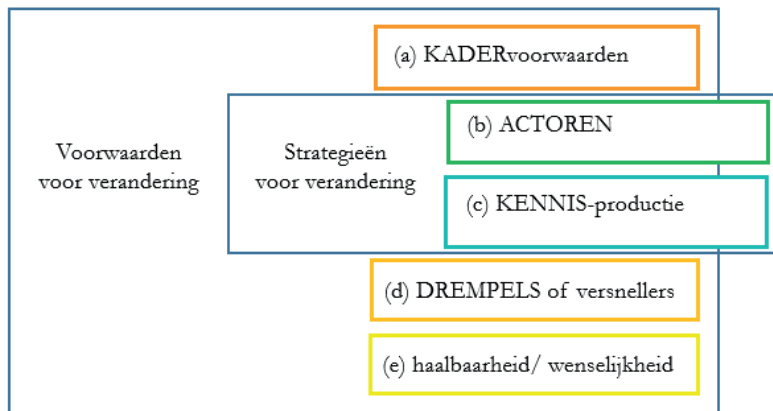 (a) KADERvoorwaarden
Voorwaarden
voor verandering
Strategieën
voor verandering
(b) ACTOREN
(c) KENNIS-productie
(d) DREMPELS of versnellers
(e) haalbaarheid/ wenselijkheid